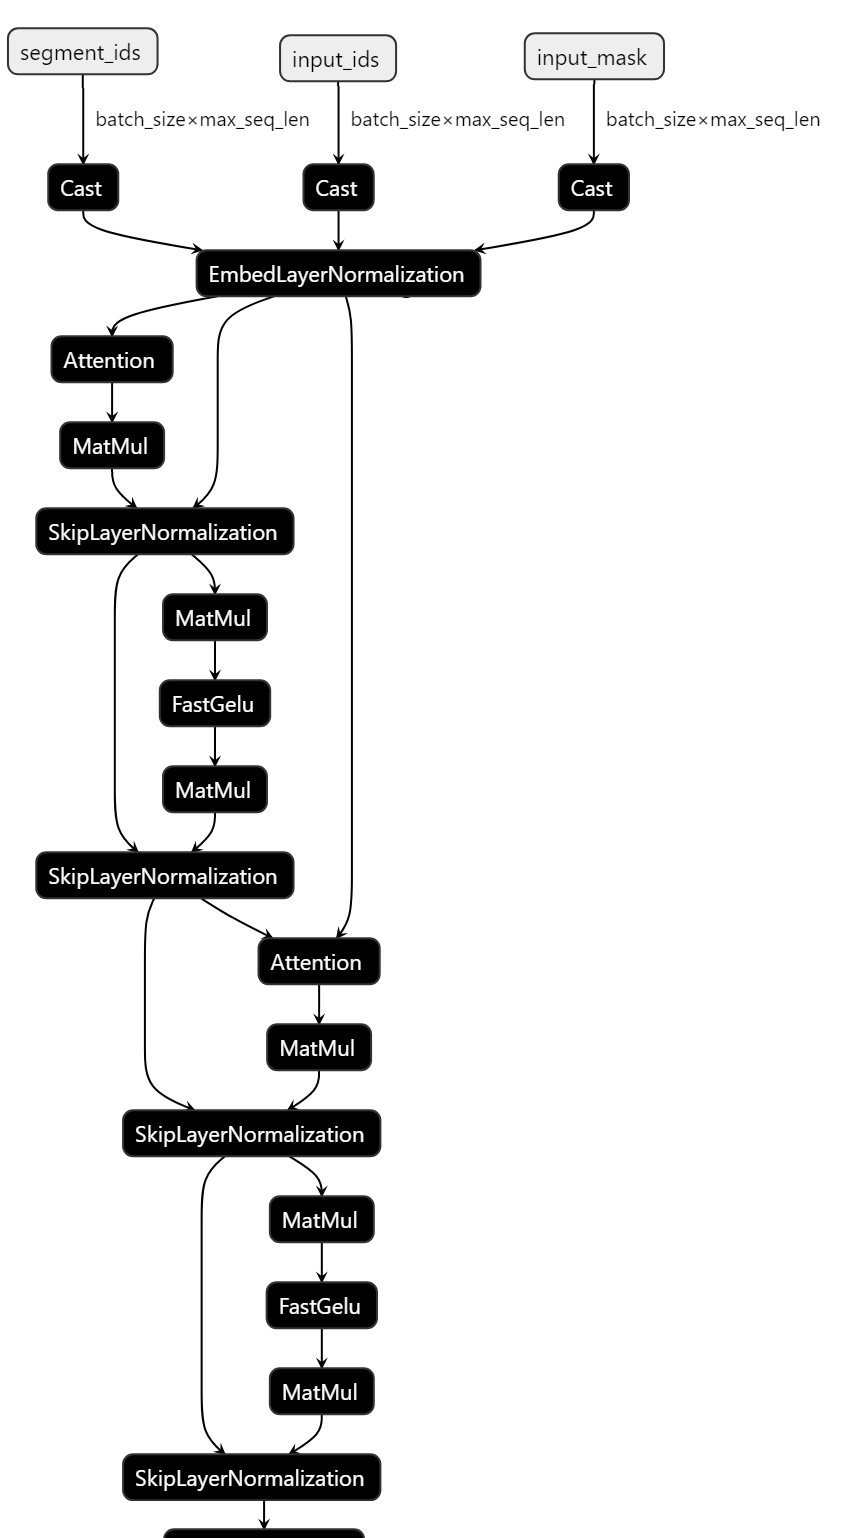 segment_ids
input_ids
input_mask
batch_size×max_seq_len
batch_size×max_seq_len
batch_size×max_seq_len
Cast
Cast
Cast
EmbedLayerNormalization
Attention
MatMul
SkipLayerNormalization
MatMul
FastGelu
MatMul
SkipLayerNormalization
Attention
MatMul
SkipLayerNormalization
MatMul
FastGelu
MatMul
SkipLayerNormalization